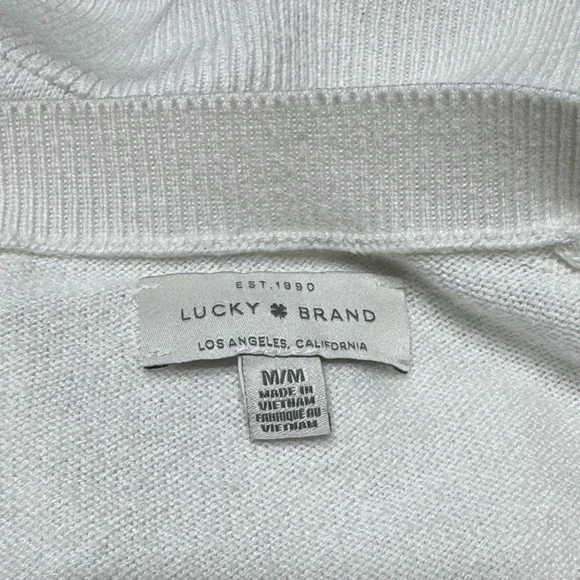 EST. 1990
LUCKY BRAND
LOS ANGELES, CALIFORNIA
M/M
MADE IN
VIETNAM
FABRIQUÉ AU
VIETNAM